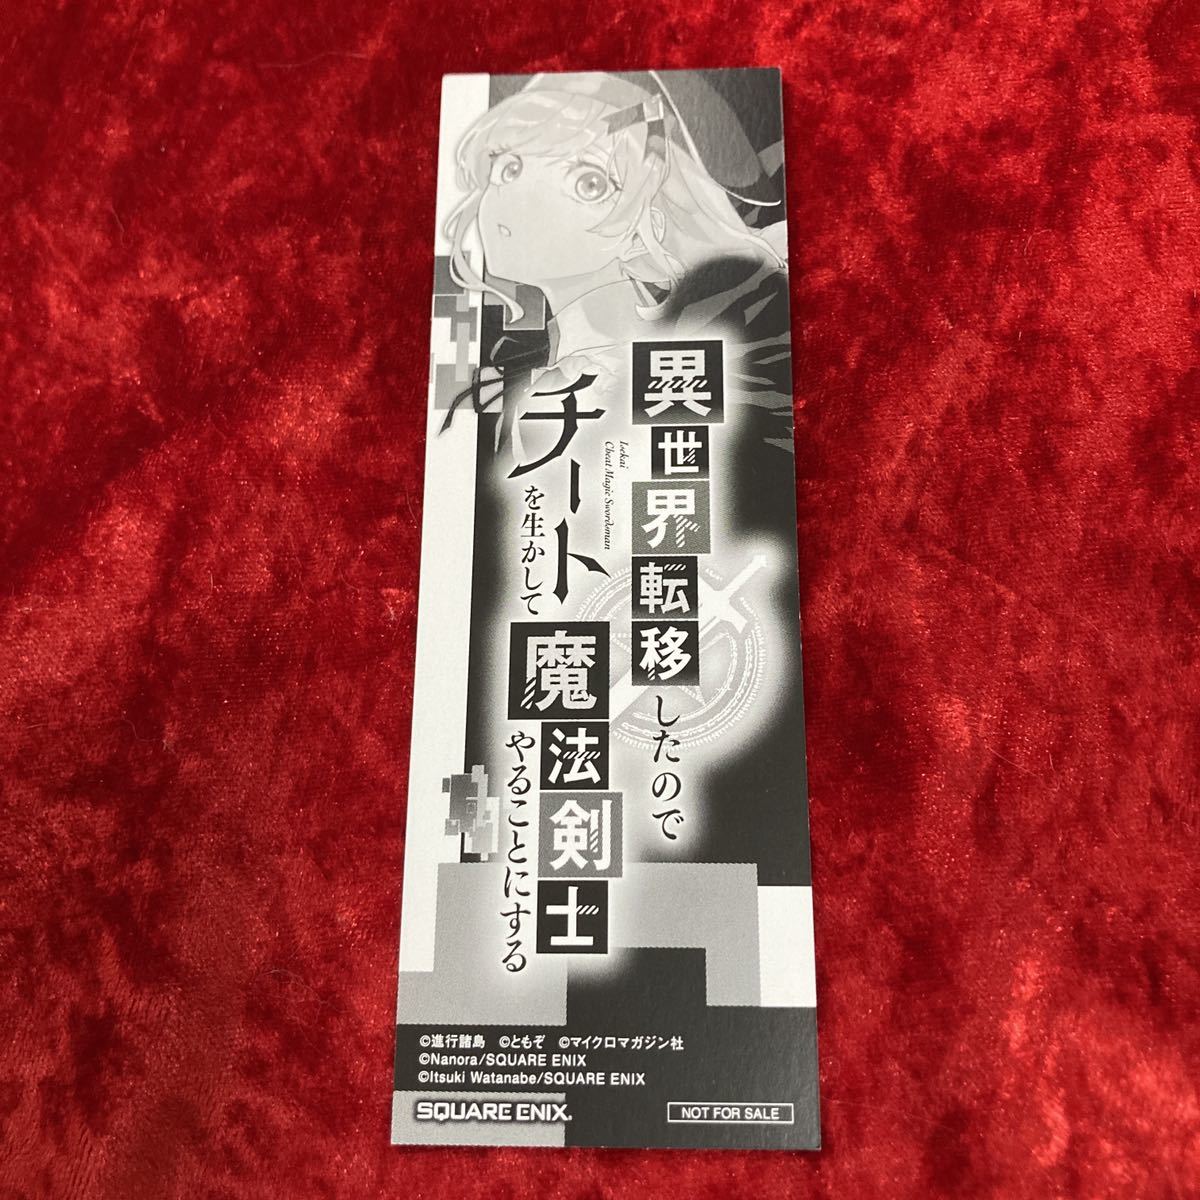 異世界転移したので
Isekai
Cheat Magic Swordsman
チートを生かして
魔法剣士
やることにする
©進行諸島 ©ともぞ ©マイクロマガジン社
©Nanora/SQUARE ENIX
©Itsuki Watanabe/SQUARE ENIX
SQUARE ENIX.
NOT FOR SALE